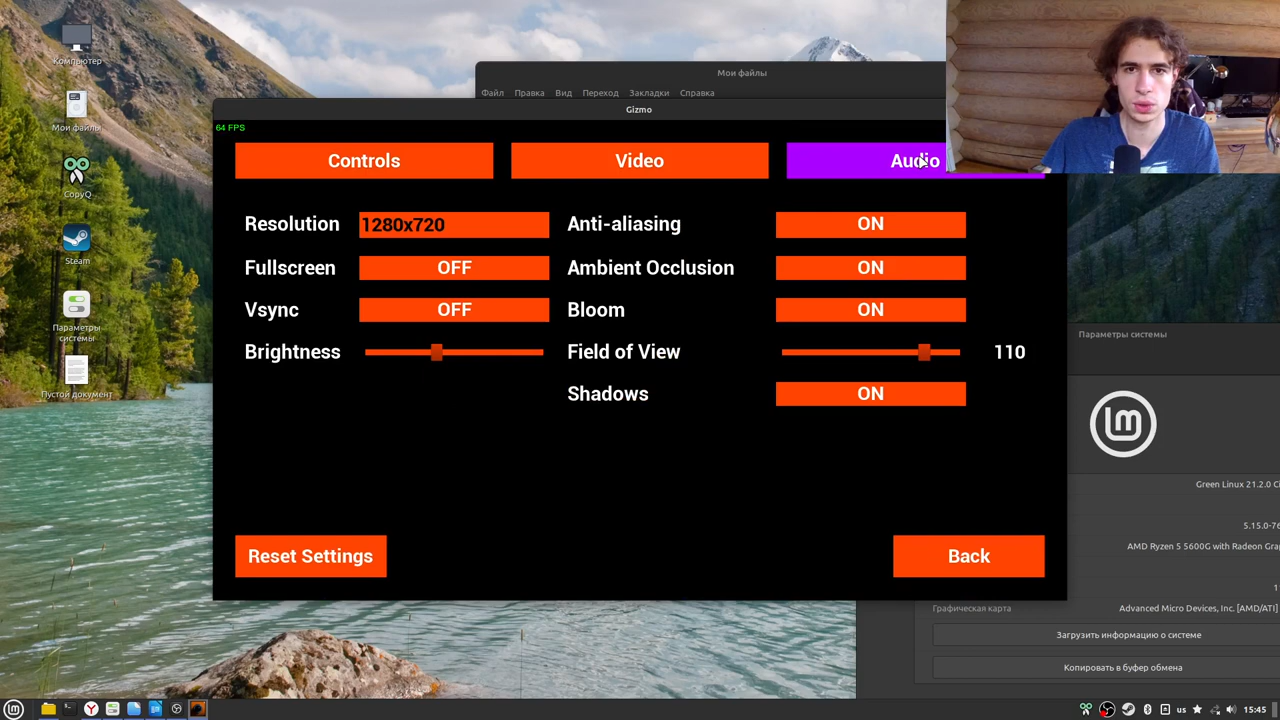 Компьютер
Мои файлы
CopyQ
Steam
Параметры
системы
Пустой документ
Мои файлы
Файл Правка Вид Переход Закладки Справка
Gizmo
64 FPS
Controls Video Audio
Resolution 1280x720 Anti-aliasing ON
Fullscreen OFF Ambient Occlusion ON
Vsync OFF Bloom ON
Brightness Field of View 110
Shadows ON
Reset Settings Back
Параметры системы
Green Linux 21.2.0
AMD Ryzen 5 5600G with Radeon
Графическая карта Advanced Micro Devices, Inc. [AMD/ATI]
Загрузить информацию о системе
Копировать в буфер обмена
us 15:45